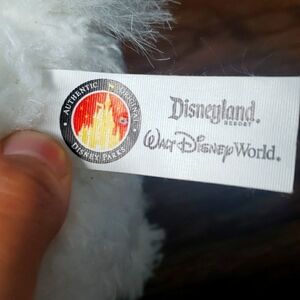 AUTHENTIC ORIGINAL
DISNEY PARKS
Disneyland.
RESORT
WALT DISNEY World.